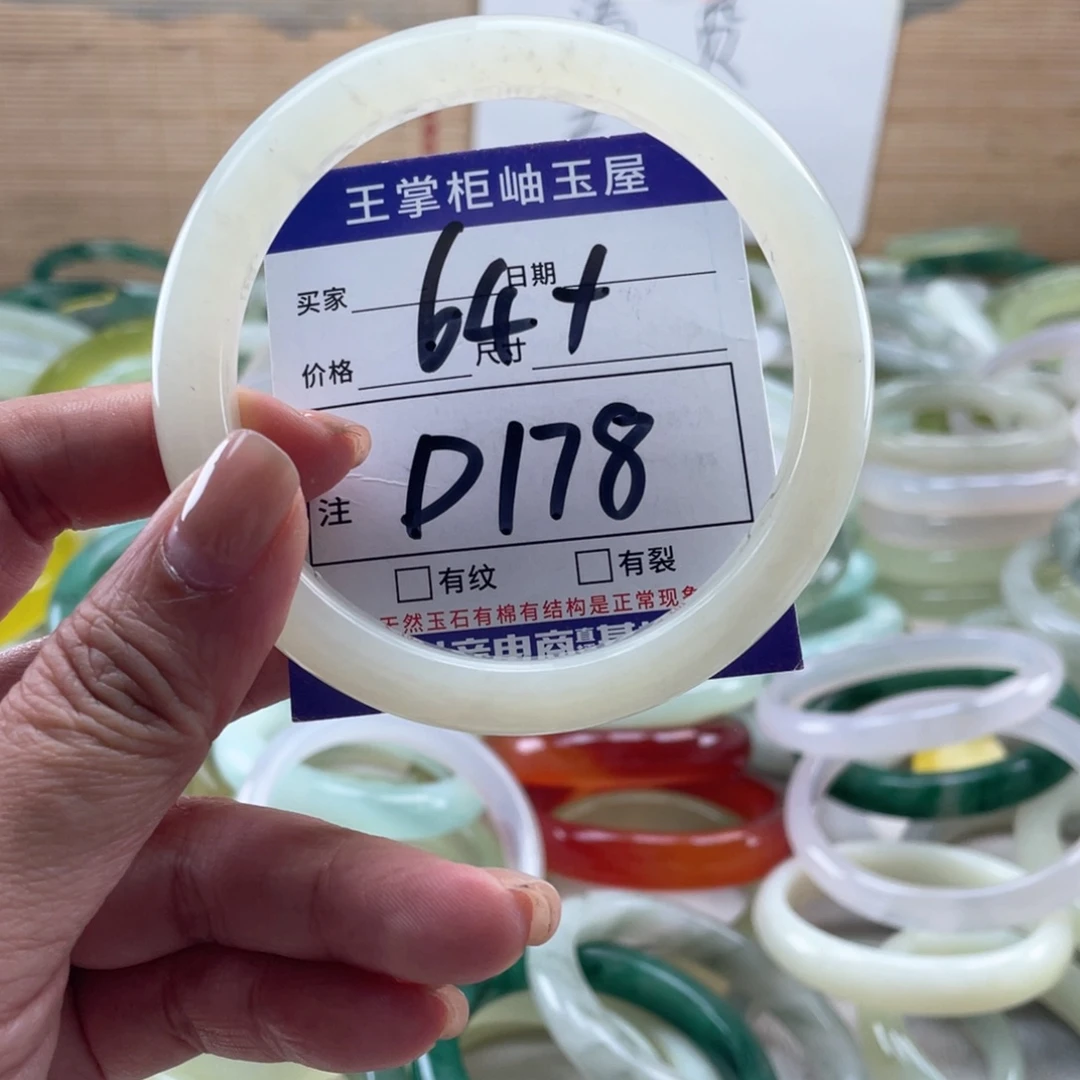 王掌柜岫玉屋
买家 日期
64+
价格 尺寸
D178
注
有纹 有裂
天然玉石有棉有结构是正常现象